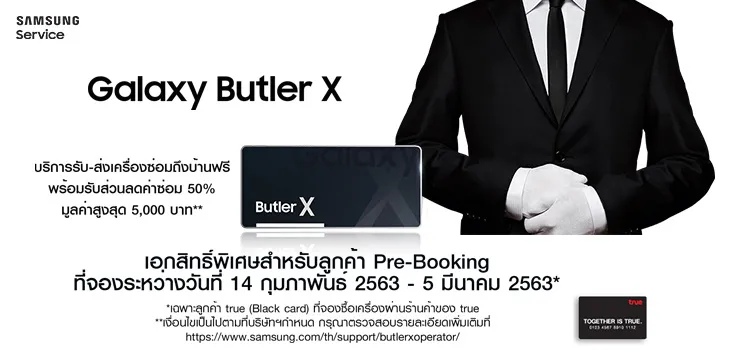 SAMSUNG
Service
Galaxy Butler X
บริการรับ-ส่งเครื่องซ่อมถึงบ้านฟรี
พร้อมรับส่วนลดค่าซ่อม 50%
มูลค่าสูงสุด 5,000 บาท**
Galaxy
X
Butler X
เอกสิทธิ์พิเศษสำหรับลูกค้า Pre-Booking
ที่จองระหว่างวันที่ 14 กุมภาพันธ์ 2563 - 5 มีนาคม 2563*
*เฉพาะลูกค้า true (Black card) ที่จองซื้อเครื่องผ่านร้านค้าของ true
**เงื่อนไขเป็นไปตามที่บริษัทฯกำหนด กรุณาตรวจสอบรายละเอียดเพิ่มเติมที่
https://www.samsung.com/th/support/butlerxoperator/
true
TOGETHER IS TRUE.
0123 4567 8910 1112